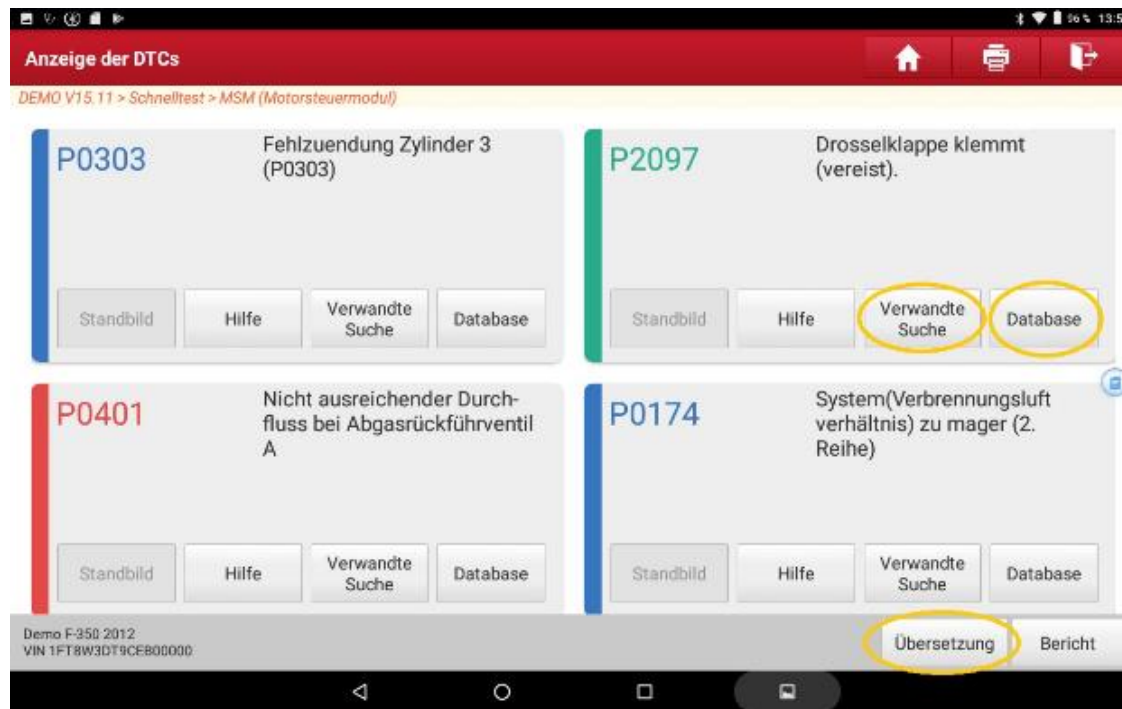 96% 13:5
Anzeige der DTCs
DEMO V15.11 > Schnelltest > MSM (Motorsteuermodul)
P0303
Fehlzuendung Zylinder 3
(P0303)
Standbild
Hilfe
Verwandte
Suche
Database
P2097
Drosselklappe klemmt
(vereist).
Standbild
Hilfe
Verwandte
Suche
Database
P0401
Nicht ausreichender Durch-
fluss bei Abgasrückführventil
A
Standbild
Hilfe
Verwandte
Suche
Database
P0174
System(Verbrennungsluft
verhältnis) zu mager (2.
Reihe)
Standbild
Hilfe
Verwandte
Suche
Database
Demo F-350 2012
VIN 1FT8W3DT9CEB00000
Übersetzung
Bericht